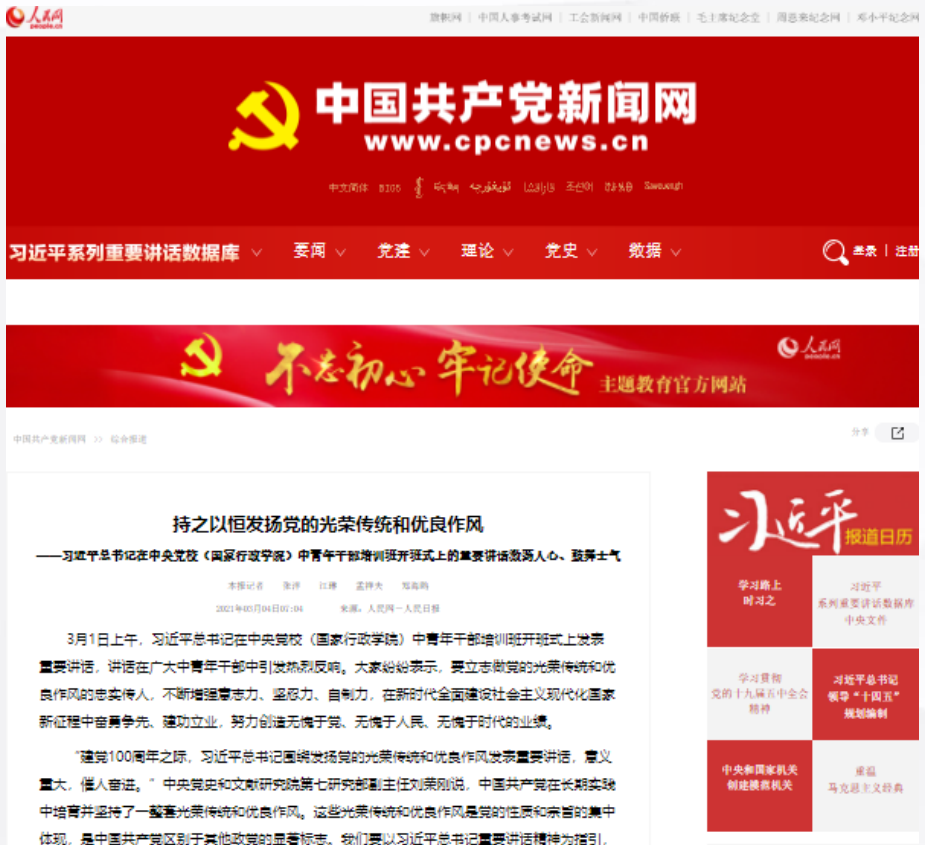 人民网
people.cn
旗帜网 | 中国人事考试网 | 工会新闻网 | 中国侨联 | 毛主席纪念堂 | 周恩来纪念网 | 邓小平纪念网
中国共产党新闻网
www.cpcnews.cn
中文简体
习近平系列重要讲话数据库 要闻 党建 理论 党史 数据 登录 | 注册
不忘初心 牢记使命 主题教育官方网站
人民网
people.cn
中国共产党新闻网 >> 综合报道
分享
持之以恒发扬党的光荣传统和优良作风
——习近平总书记在中央党校（国家行政学院）中青年干部培训班开班式上的重要讲话激荡人心、鼓舞士气
本报记者 张洋 江琳 孟祥夫
2021年03月04日07:04 来源：人民网－人民日报
3月1日上午，习近平总书记在中央党校（国家行政学院）中青年干部培训班开班式上发表
重要讲话，讲话在广大中青年干部中引发热烈反响。大家纷纷表示，要立志做党的光荣传统和优
良作风的忠实传人，不断增强意志力、坚忍力、自制力，在新时代全面建设社会主义现代化国家
新征程中奋勇争先、建功立业，努力创造无愧于党、无愧于人民、无愧于时代的业绩。
“建党100周年之际，习近平总书记围绕发扬党的光荣传统和优良作风发表重要讲话，意义
重大，催人奋进。”中央党史和文献研究院第七研究部副主任刘荣刚说，中国共产党在长期实践
中培育并坚持了一整套光荣传统和优良作风。这些光荣传统和优良作风是党的性质和宗旨的集中
体现，是中国共产党区别于其他政党的显著标志。我们要以习近平总书记重要讲话精神为指引，
习近平
报道日历
学习路上
时习之
习近平
系列重要讲话数据库
中央文件
学习贯彻
党的十九届五中全会
精神
习近平总书记
领导“十四五”
规划编制
中央和国家机关
创建模范机关
重温
马克思主义经典